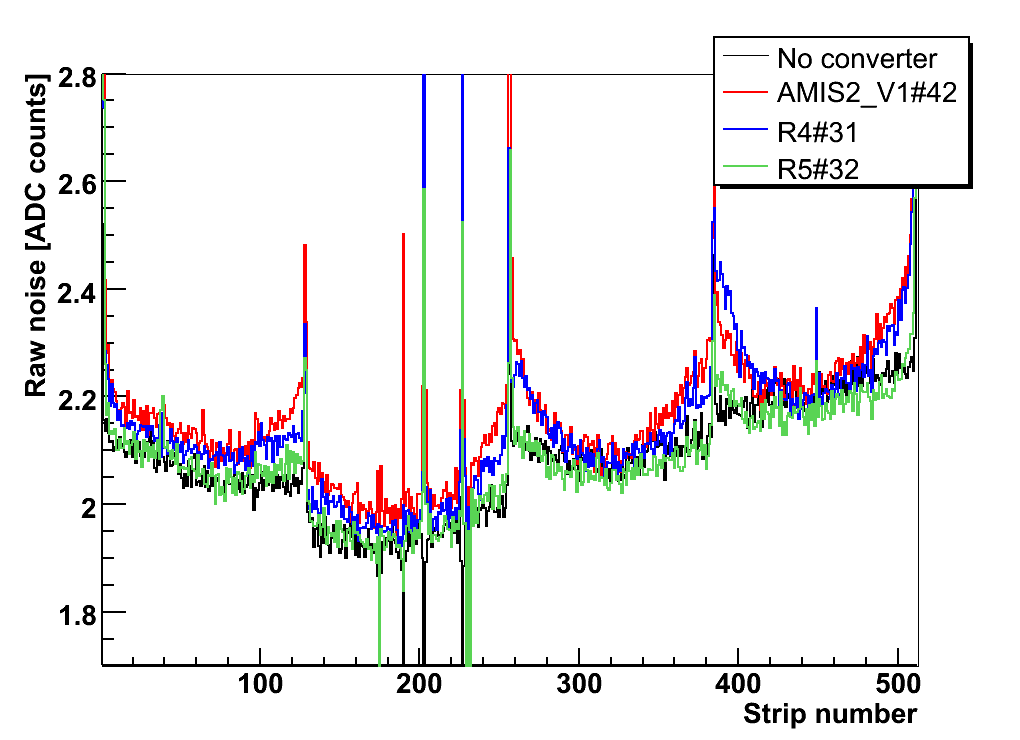 Raw noise [ADC counts]
2.8
2.6
2.4
2.2
2
1.8
No converter
AMIS2_V1#42
R4#31
R5#32
100 200 300 400 500
Strip number